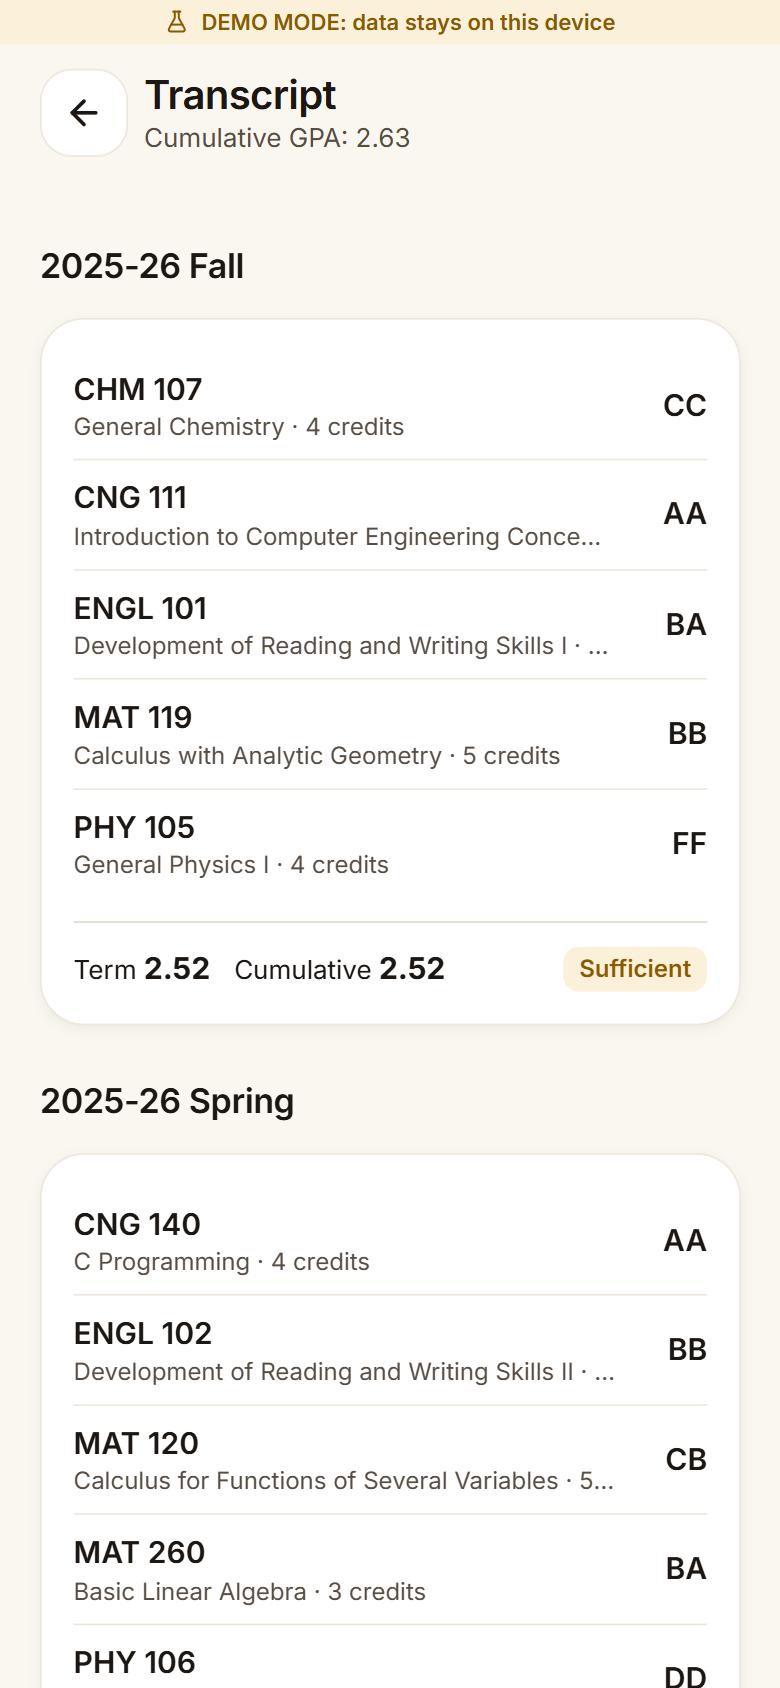 DEMO MODE: data stays on this device
Transcript
Cumulative GPA: 2.63
2025-26 Fall
CHM 107
General Chemistry · 4 credits
CC
CNG 111
Introduction to Computer Engineering Conce...
AA
ENGL 101
Development of Reading and Writing Skills I · ...
BA
MAT 119
Calculus with Analytic Geometry · 5 credits
BB
PHY 105
General Physics I · 4 credits
FF
Term 2.52 Cumulative 2.52
Sufficient
2025-26 Spring
CNG 140
C Programming · 4 credits
AA
ENGL 102
Development of Reading and Writing Skills II · ...
BB
MAT 120
Calculus for Functions of Several Variables · 5...
CB
MAT 260
Basic Linear Algebra · 3 credits
BA
PHY 106
DD